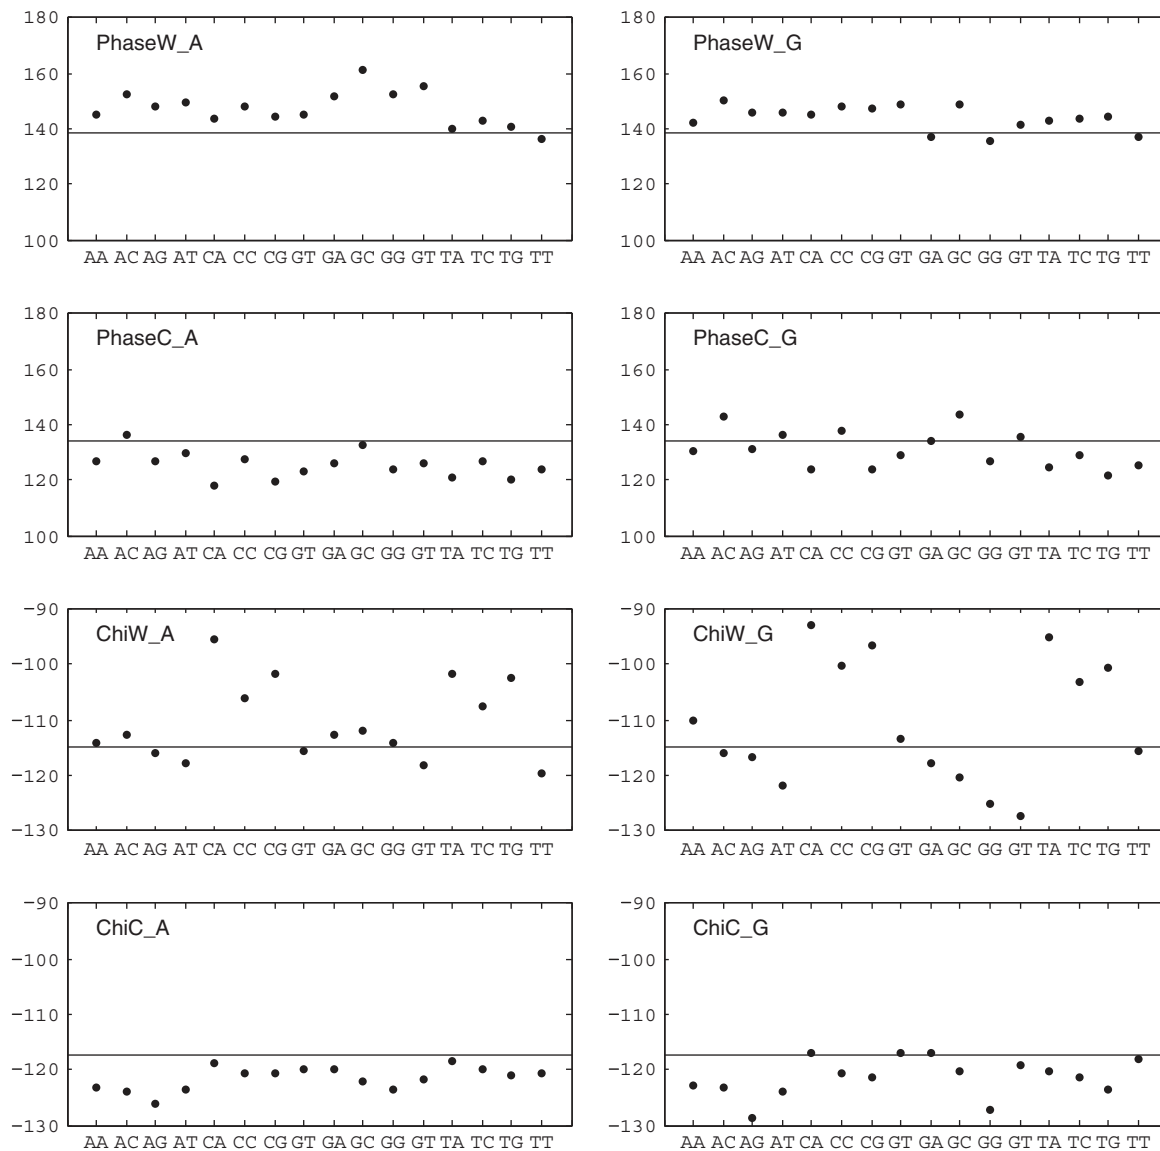 180
PhaseW_A
160
140
120
100
AA AC AG AT CA CC CG GT GA GC GG GT TA TC TG TT
180
PhaseW_G
160
140
120
100
AA AC AG AT CA CC CG GT GA GC GG GT TA TC TG TT
180
PhaseC_A
160
140
120
100
AA AC AG AT CA CC CG GT GA GC GG GT TA TC TG TT
180
PhaseC_G
160
140
120
100
AA AC AG AT CA CC CG GT GA GC GG GT TA TC TG TT
−90
ChiW_A
−100
−110
−120
−130
AA AC AG AT CA CC CG GT GA GC GG GT TA TC TG TT
−90
ChiW_G
−100
−110
−120
−130
AA AC AG AT CA CC CG GT GA GC GG GT TA TC TG TT
−90
ChiC_A
−100
−110
−120
−130
AA AC AG AT CA CC CG GT GA GC GG GT TA TC TG TT
−90
ChiC_G
−100
−110
−120
−130
AA AC AG AT CA CC CG GT GA GC GG GT TA TC TG TT